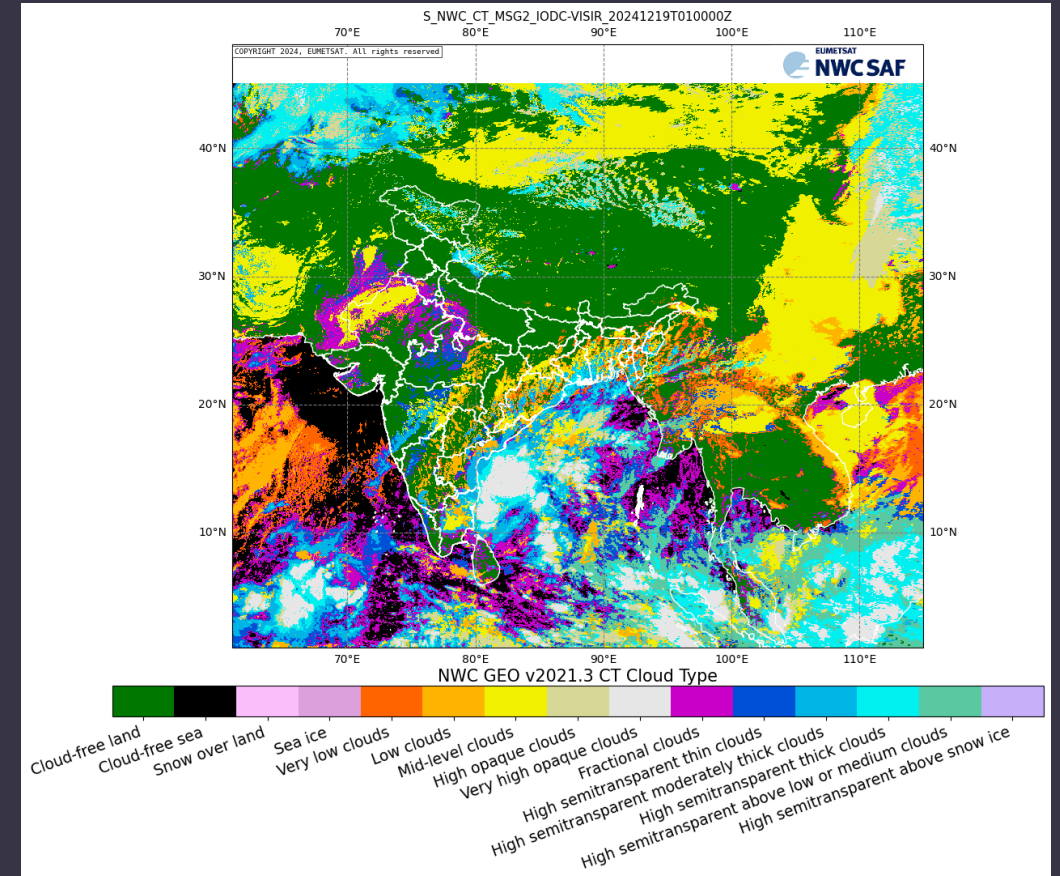 S_NWC_CT_MSG2_IODC-VISIR_20241219T010000Z
70°E 80°E 90°E 100°E 110°E
COPYRIGHT 2024, EUMETSAT. All rights reserved
EUMETSAT
NWC SAF
40°N 40°N
30°N 30°N
20°N 20°N
10°N 10°N
70°E 80°E 90°E 100°E 110°E
NWC GEO v2021.3 CT Cloud Type
Cloud-free land
Cloud-free sea
Snow over land
Sea ice
Very low clouds
Low clouds
Mid-level clouds
High opaque clouds
Very high opaque clouds
Fractional clouds
High semitransparent thin clouds
High semitransparent moderately thick clouds
High semitransparent thick clouds
High semitransparent above low or medium clouds
High semitransparent above snow ice